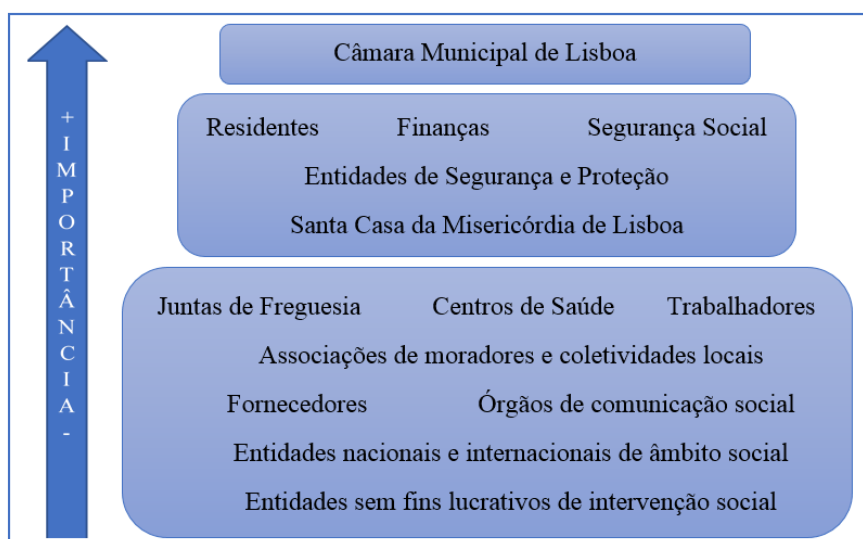 Câmara Municipal de Lisboa
+ IMPORTÂNCIA -
Residentes Finanças Segurança Social
Entidades de Segurança e Proteção
Santa Casa da Misericórdia de Lisboa
Juntas de Freguesia Centros de Saúde Trabalhadores
Associações de moradores e coletividades locais
Fornecedores Órgãos de comunicação social
Entidades nacionais e internacionais de âmbito social
Entidades sem fins lucrativos de intervenção social